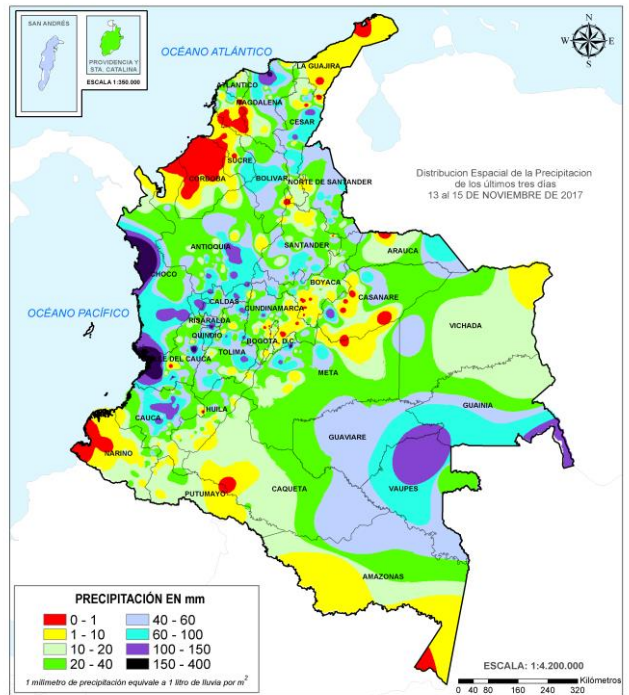 SAN ANDRÉS
PROVIDENCIA Y
STA. CATALINA
ESCALA 1:360.000
OCÉANO ATLÁNTICO
N
W E
S
LA GUAJIRA
ATLANTICO
MAGDALENA
CESAR
SUCRE
CORDOBA
BOLIVAR
NORTE DE SANTANDER
Distribucion Espacial de la Precipitacion
de los últimos tres días
13 al 15 DE NOVIEMBRE DE 2017
ANTIOQUIA
SANTANDER
ARAUCA
CHOCO
BOYACA
CASANARE
OCÉANO PACÍFICO
CALDAS
CUNDINAMARCA
VICHADA
RISARALDA
QUINDIO
BOGOTA, D.C.
TOLIMA
LE DEL CAUCA
META
GUAINIA
HUILA
CAUCA
GUAVIARE
NARIÑO
PUTUMAYO
CAQUETA
VAUPES
AMAZONAS
PRECIPITACIÓN EN mm
0 - 1 40 - 60
1 - 10 60 - 100
10 - 20 100 - 150
20 - 40 150 - 400
1 milimetro de precipitación equivale a 1 litro de lluvia por m²
ESCALA: 1:4.200.000
Kilómetros
40 0 40 80 160 240 320